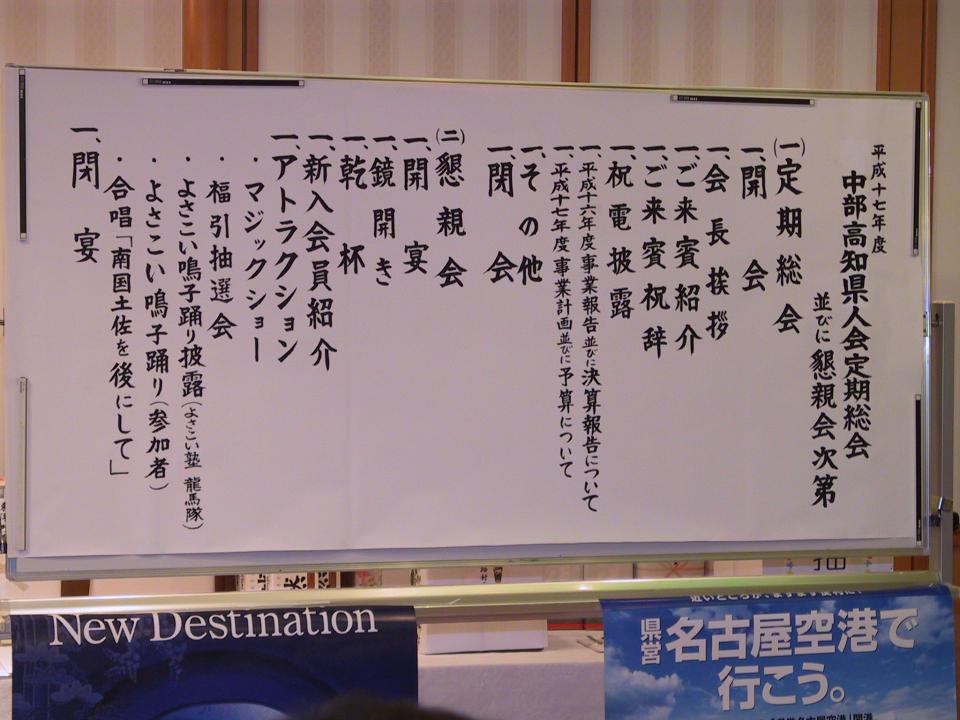 平成十七年度
中部高知県人会定期総会
並びに懇親会次第
(一)定期総会
一、開会
一、会長挨拶
一、ご来賓紹介
一、ご来賓祝辞
一、祝電披露
一、平成十六年度事業報告並びに決算報告について
一、平成十七年度事業計画並びに予算について
一、その他
一、閉会
(二)懇親会
一、開宴
一、鏡開き
一、乾杯
一、新入会員紹介
一、アトラクション
・マジックショー
・福引抽選会
・よさこい鳴子踊り披露(よさこい塾 龍馬隊)
・よさこい鳴子踊り(参加者)
・合唱「南国土佐を後にして」
一、閉宴
New Destination
県営名古屋空港で
行こう。